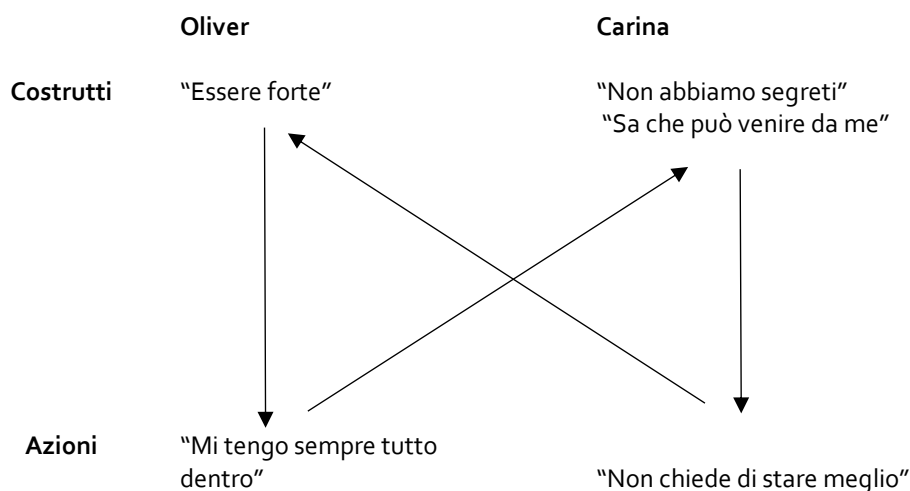 Oliver Carina
Costrutti "Essere forte" "Non abbiamo segreti"
"Sa che può venire da me"
Azioni "Mi tengo sempre tutto
dentro" "Non chiede di stare meglio"